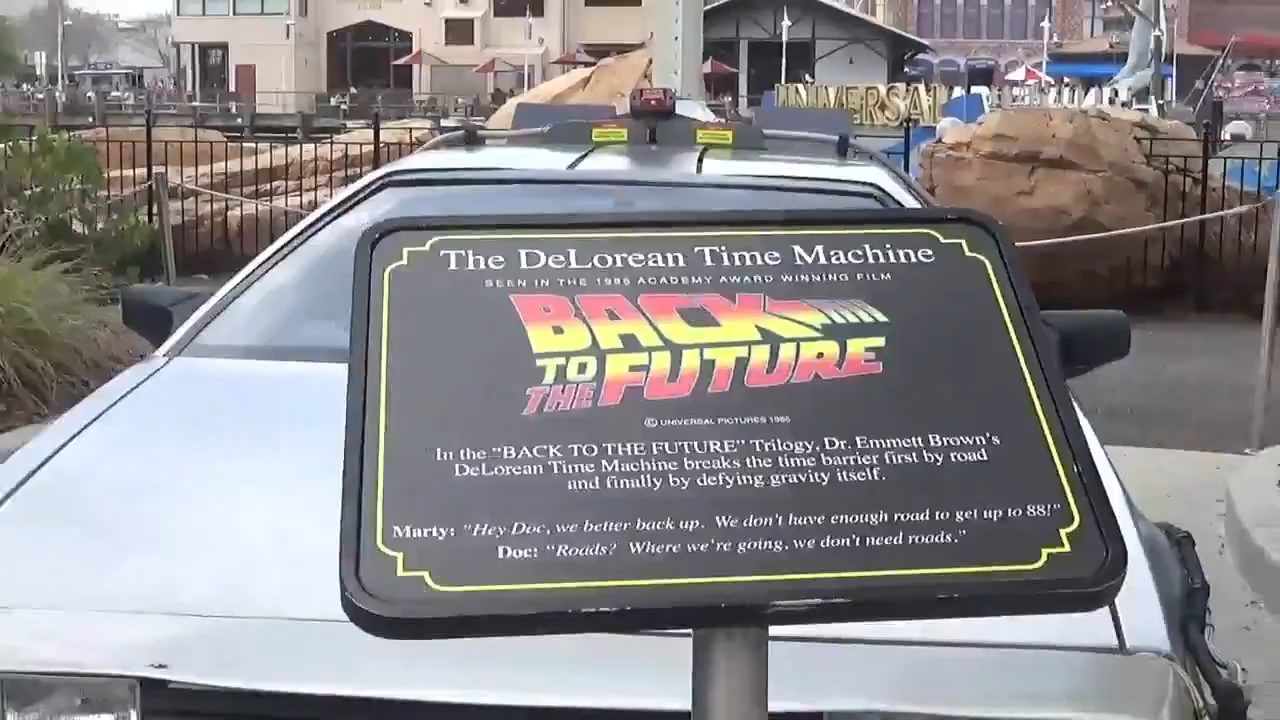 UNIVERSAL
The DeLorean Time Machine
SEEN IN THE 1985 ACADEMY AWARD WINNING FILM
BACK
TO
THE FUTURE
© UNIVERSAL PICTURES 1985
In the "BACK TO THE FUTURE" Trilogy, Dr. Emmett Brown's
DeLorean Time Machine breaks the time barrier first by road
and finally by defying gravity itself.
Marty: "Hey Doc, we better back up. We don't have enough road to get up to 88!"
Doc: "Roads? Where we're going, we don't need roads."